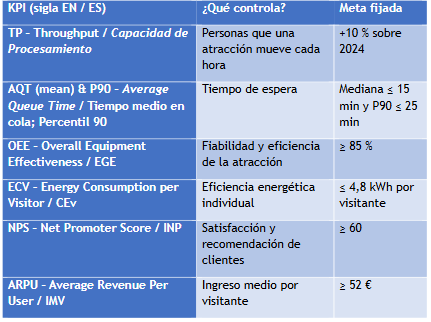 KPI (sigla EN / ES)
¿Qué controla?
Meta fijada
TP – Throughput / Capacidad de
Procesamiento
Personas que una
atracción mueve cada
hora
+10 % sobre
2024
AQT (mean) & P90 – Average
Queue Time / Tiempo medio en
cola; Percentil 90
Tiempo de espera
Mediana ≤ 15
min y P90 ≤ 25
min
OEE – Overall Equipment
Effectiveness / EGE
Fiabilidad y eficiencia
de la atracción
≥ 85 %
ECV – Energy Consumption per
Visitor / CEv
Eficiencia energética
individual
≤ 4,8 kWh por
visitante
NPS – Net Promoter Score / INP
Satisfacción y
recomendación de
clientes
≥ 60
ARPU – Average Revenue Per
User / IMV
Ingreso medio por
visitante
≥ 52 €